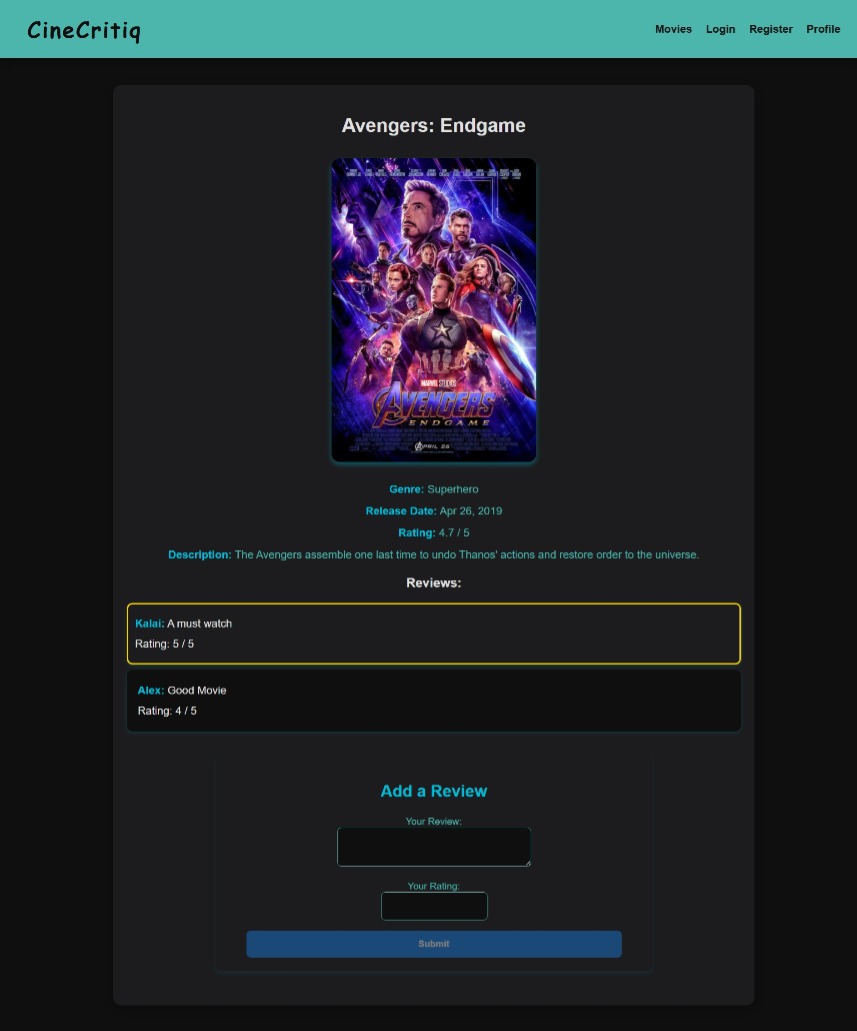 CineCritiq
Movies Login Register Profile
Avengers: Endgame
MARVEL STUDIOS
AVENGERS
ENDGAME
APRIL 26
Genre: Superhero
Release Date: Apr 26, 2019
Rating: 4.7 / 5
Description: The Avengers assemble one last time to undo Thanos' actions and restore order to the universe.
Reviews:
Kalai: A must watch
Rating: 5 / 5
Alex: Good Movie
Rating: 4 / 5
Add a Review
Your Review:
Your Rating:
Submit